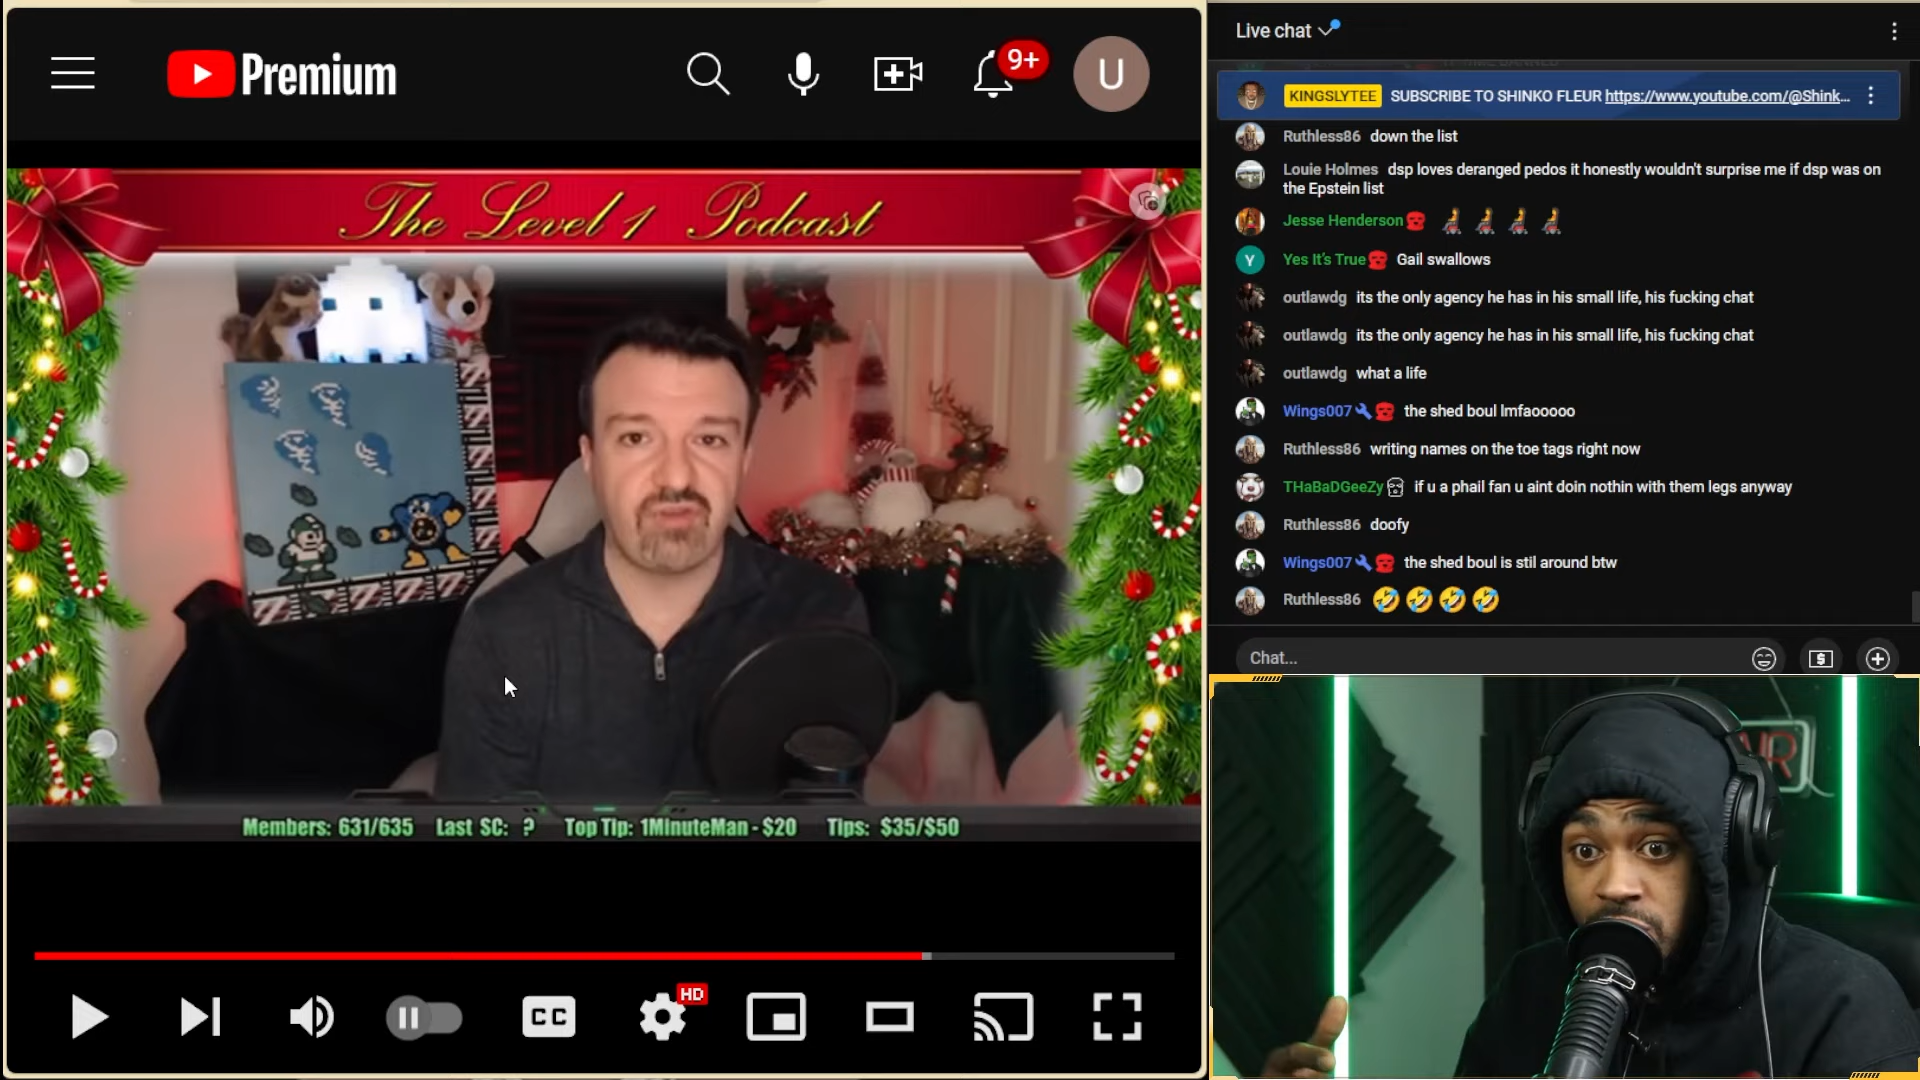 Premium
9+
U
The Level 1 Podcast
Members: 631/635 Last SC: ? Top Tip: 1MinuteMan - $20 Tips: $35/$50
CC
HD
Live chat
KINGSLYTEE SUBSCRIBE TO SHINKO FLEUR https://www.youtube.com/@Shink...
Ruthless86 down the list
Louie Holmes dsp loves deranged pedos it honestly wouldn't surprise me if dsp was on
the Epstein list
Jesse Henderson
Y
Yes It's True Gail swallows
outlawdg its the only agency he has in his small life, his fucking chat
outlawdg its the only agency he has in his small life, his fucking chat
outlawdg what a life
Wings007 the shed boul lmfaooooo
Ruthless86 writing names on the toe tags right now
THaBaDGeeZy if u a phail fan u aint doin nothin with them legs anyway
Ruthless86 doofy
Wings007 the shed boul is stil around btw
Ruthless86 🤣🤣🤣🤣
Chat...